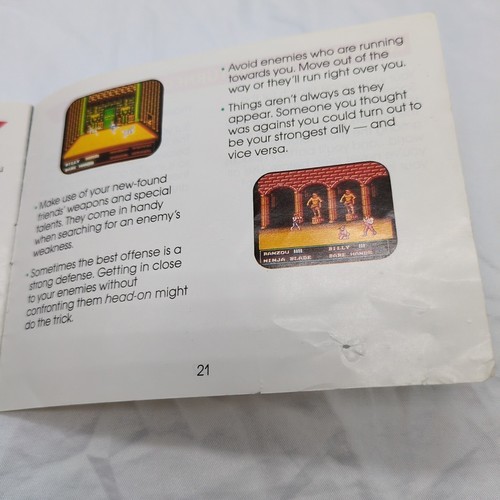 • Make use of your new-found
friends' weapons and special
talents. They come in handy
when searching for an enemy's
weakness.
• Sometimes the best offense is a
strong defense. Getting in close
to your enemies without
confronting them head-on might
do the trick.
• Avoid enemies who are running
towards you. Move out of the
way or they'll run right over you.
• Things aren't always as they
appear. Someone you thought
was against you could turn out to
be your strongest ally — and
vice versa.
RANZOU BILLY
NINJA BLADE BARE HANDS
21